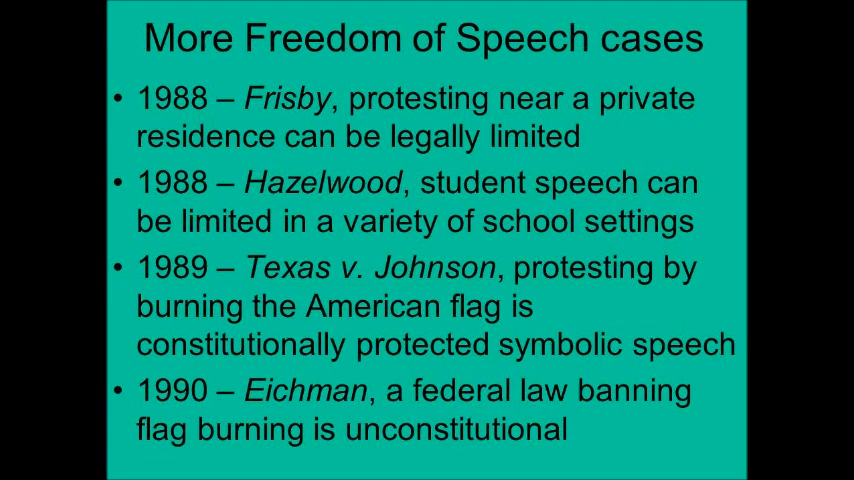 More Freedom of Speech cases
• 1988 – Frisby, protesting near a private
residence can be legally limited
• 1988 – Hazelwood, student speech can
be limited in a variety of school settings
• 1989 – Texas v. Johnson, protesting by
burning the American flag is
constitutionally protected symbolic speech
• 1990 – Eichman, a federal law banning
flag burning is unconstitutional